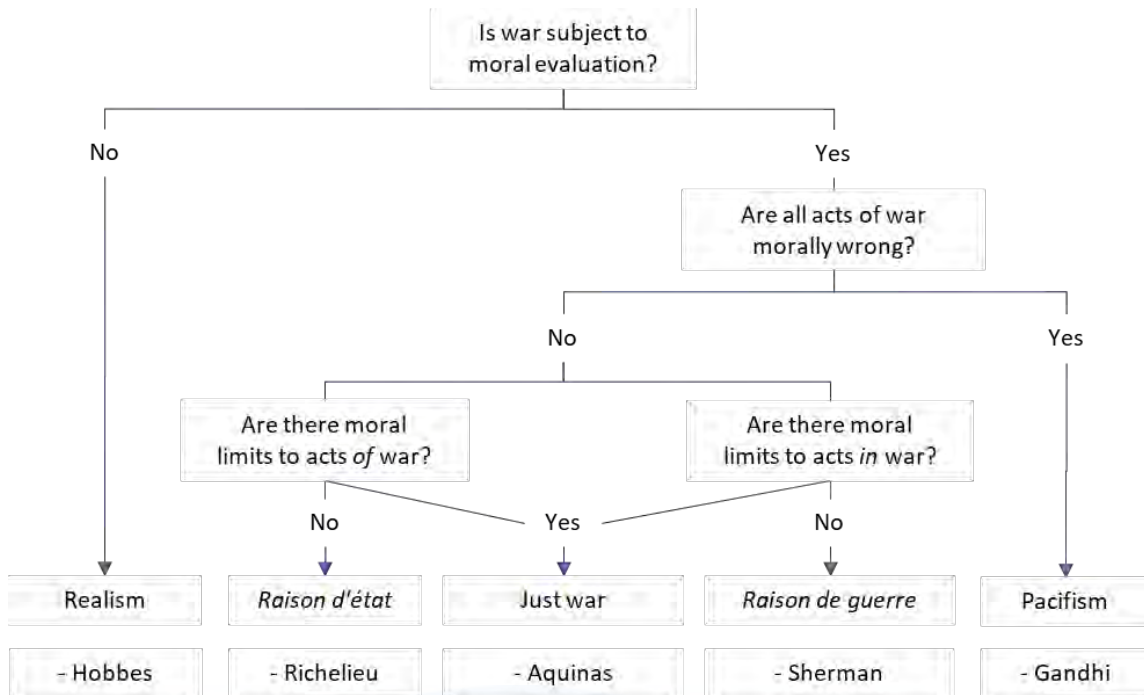 Is war subject to
moral evaluation?
No
Yes
Are all acts of war
morally wrong?
No
Yes
Are there moral
limits to acts of war?
Are there moral
limits to acts in war?
No
Yes
No
Realism
Raison d'état
Just war
Raison de guerre
Pacifism
- Hobbes
- Richelieu
- Aquinas
- Sherman
- Gandhi